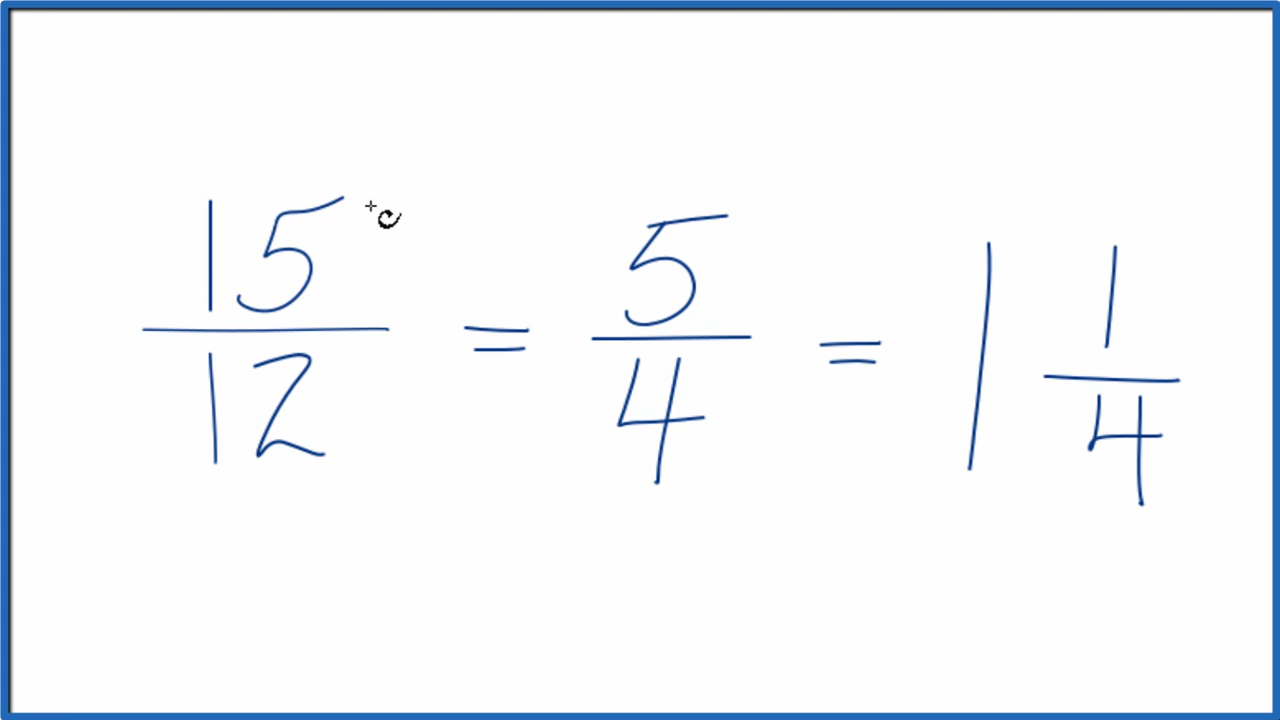 15/12 = 5/4 = 1 1/4